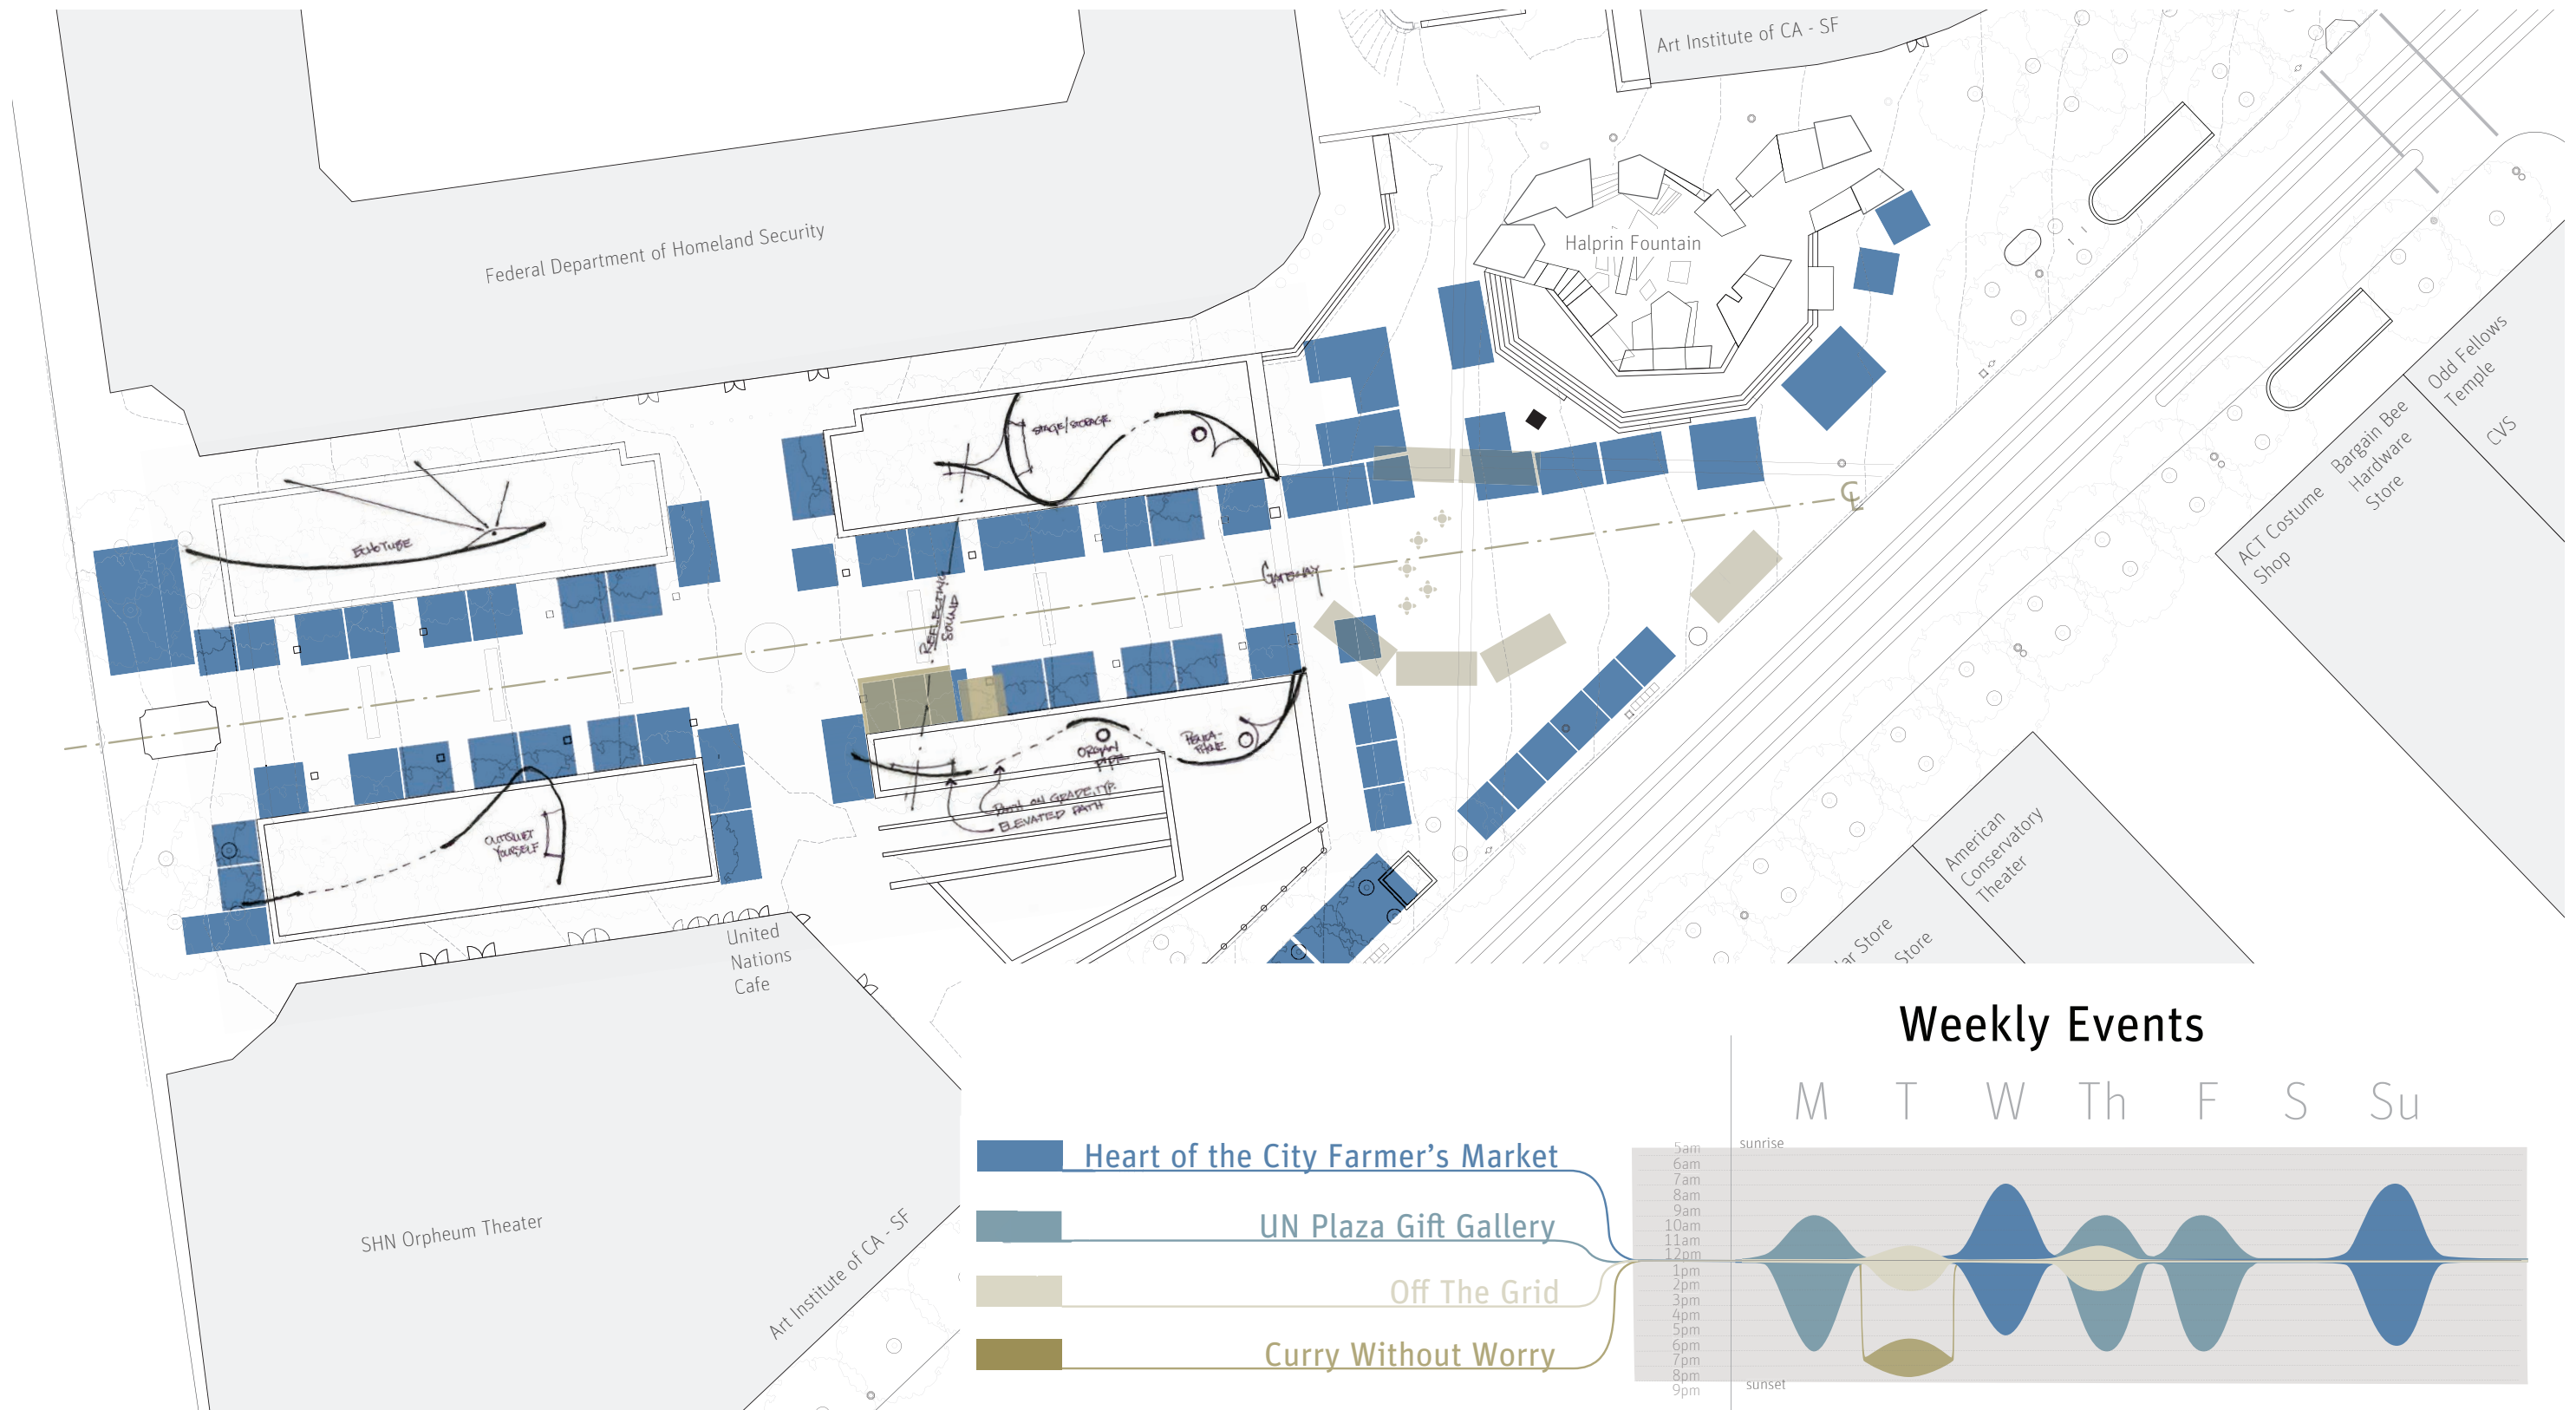 Art Institute of CA - SF
Federal Department of Homeland Security
Halprin Fountain
Odd Fellows
Temple
CVS
Bargain Bee
Hardware
Store
ACT Costume
Shop
STAGE/STORAGE
ECHO TUBE
CL
GATEWAY
REFLECTING
SOUND
ORGAN
PIPE
PATH ON GRADE, TYP.
ELEVATED PATH
YOURSELF
American
Conservatory
Theater
ar Store
Store
United
Nations
Cafe
SHN Orpheum Theater
Art Institute of CA - SF
Weekly Events
M T W Th F S Su
sunrise
5am
6am
7am
8am
9am
10am
11am
12pm
1pm
2pm
3pm
4pm
5pm
6pm
7pm
8pm
9pm
sunset
Heart of the City Farmer's Market
UN Plaza Gift Gallery
Off The Grid
Curry Without Worry